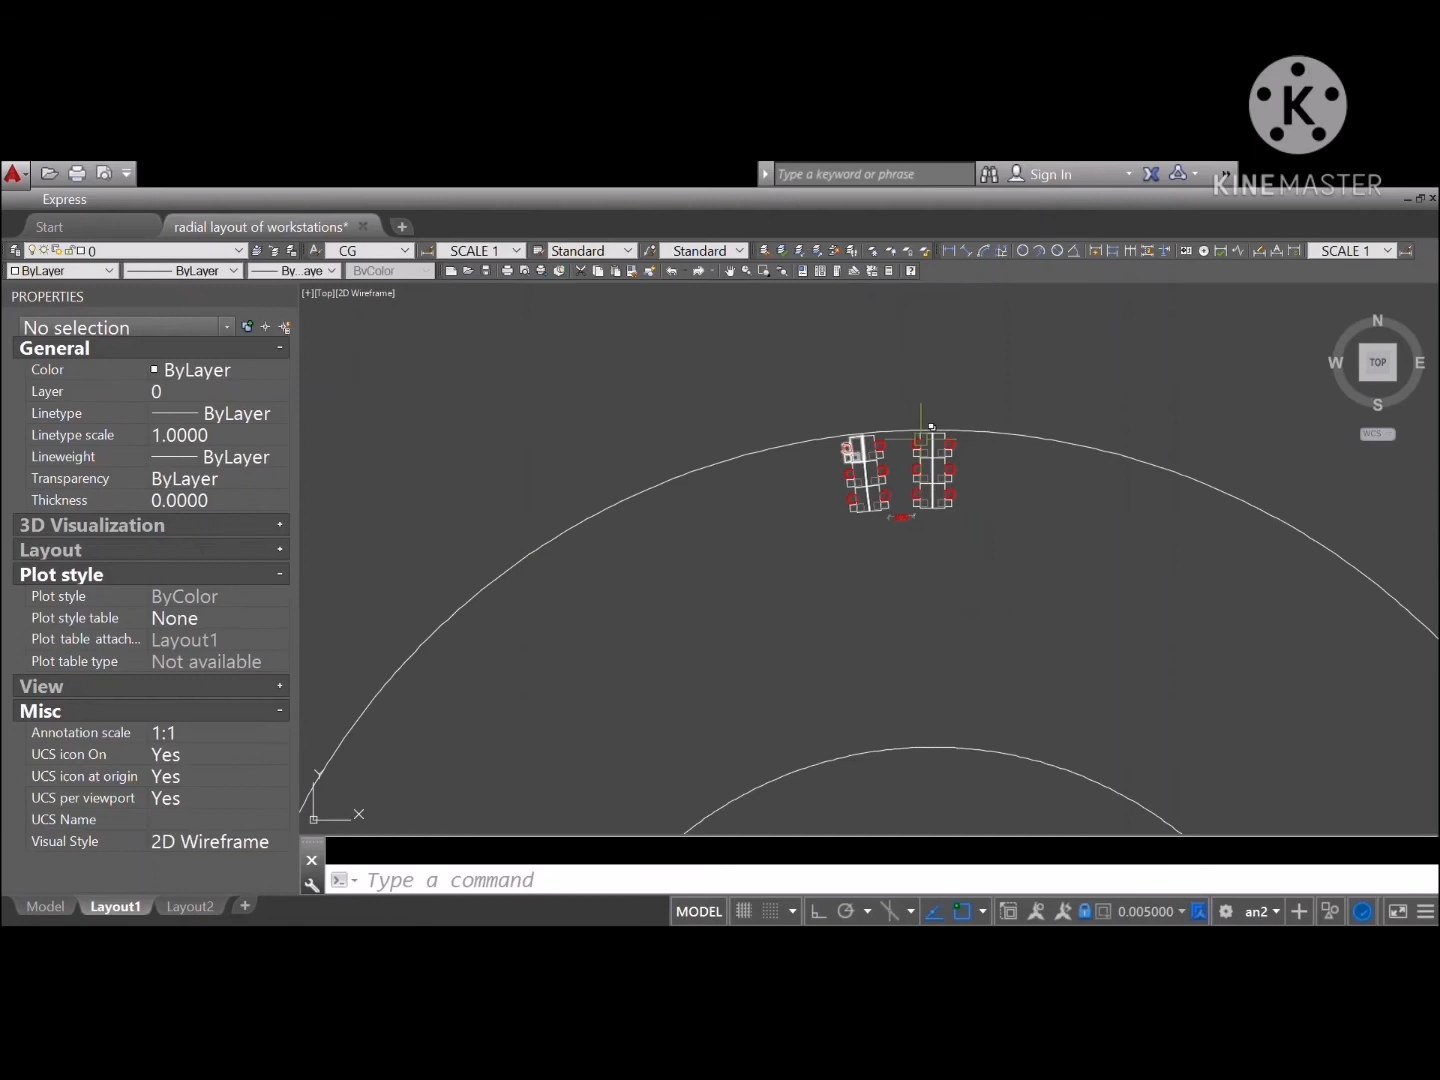 K
KINEMASTER
Type a keyword or phrase
Sign In
Express
Start
radial layout of workstations*
0
CG
SCALE 1
Standard
Standard
SCALE 1
ByLayer
ByLayer
By...aye
ByColor
PROPERTIES
[+][Top][2D Wireframe]
No selection
General
Color ByLayer
Layer 0
Linetype ByLayer
Linetype scale 1.0000
Lineweight ByLayer
Transparency ByLayer
Thickness 0.0000
3D Visualization
Layout
Plot style
Plot style ByColor
Plot style table None
Plot table attach... Layout1
Plot table type Not available
View
Misc
Annotation scale 1:1
UCS icon On Yes
UCS icon at origin Yes
UCS per viewport Yes
UCS Name
Visual Style 2D Wireframe
N
W TOP E
S
WCS
Y
X
Type a command
Model Layout1 Layout2
MODEL
0.005000
an2